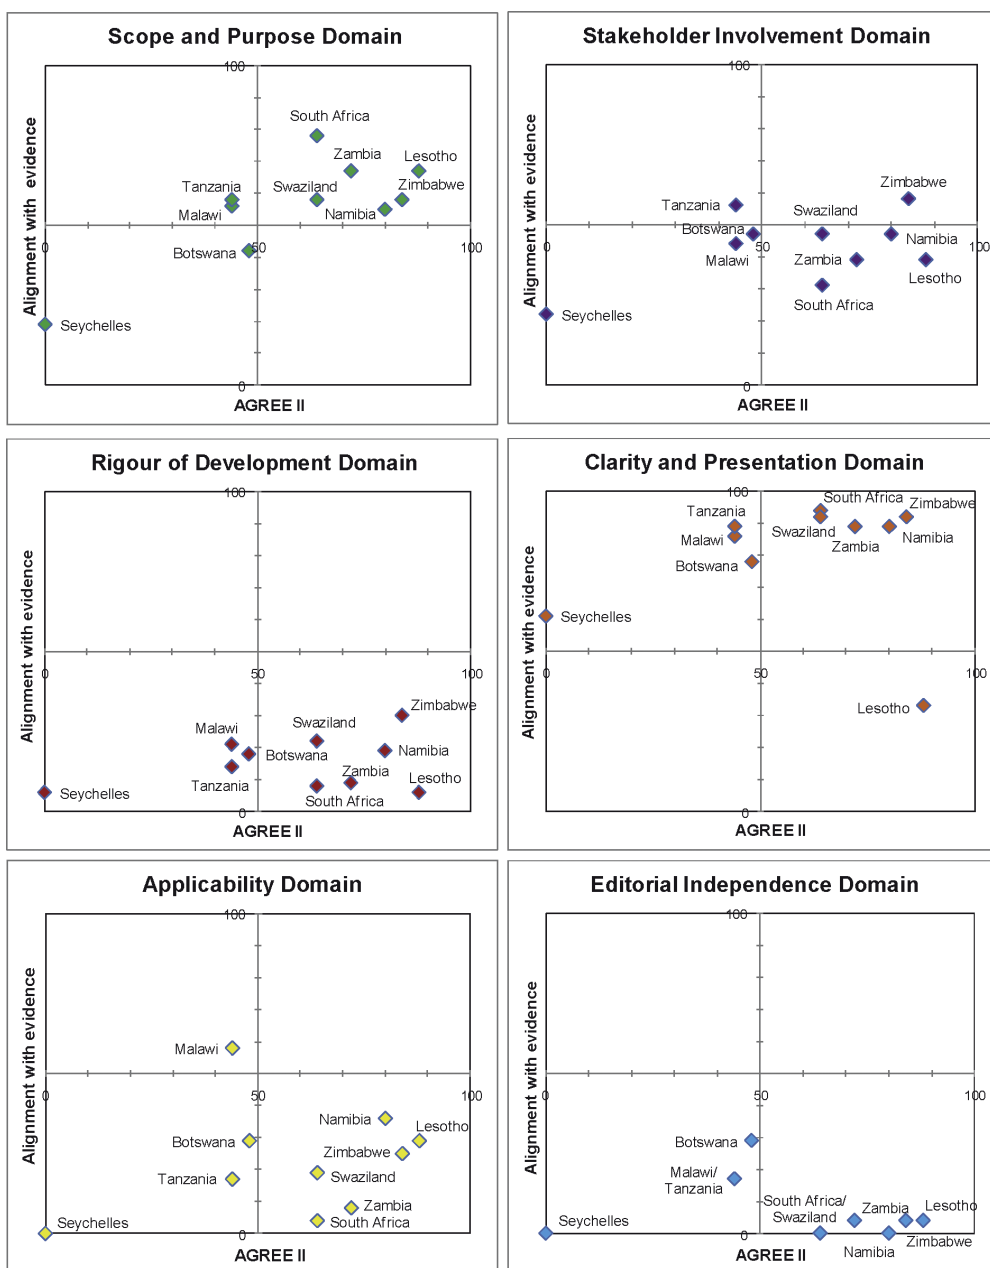 Scope and Purpose Domain
100
South Africa
Zambia
Lesotho
Tanzania
Swaziland
Zimbabwe
Malawi
Namibia
0
50
100
Botswana
Seychelles
0
Alignment with evidence
AGREE II
Stakeholder Involvement Domain
100
Zimbabwe
Tanzania
Swaziland
Botswana
Namibia
0
50
100
Malawi
Zambia
Lesotho
South Africa
Seychelles
0
Alignment with evidence
AGREE II
Rigour of Development Domain
100
0
50
100
Zimbabwe
Malawi
Swaziland
Botswana
Namibia
Zambia
Tanzania
Lesotho
Seychelles
South Africa
0
Alignment with evidence
AGREE II
Clarity and Presentation Domain
100
South Africa
Zimbabwe
Tanzania
Swaziland
Malawi
Namibia
Zambia
Botswana
Seychelles
0
50
100
Lesotho
0
Alignment with evidence
AGREE II
Applicability Domain
100
Malawi
0
50
100
Namibia
Lesotho
Botswana
Zimbabwe
Tanzania
Swaziland
Zambia
Seychelles
South Africa
0
Alignment with evidence
AGREE II
Editorial Independence Domain
100
0
50
100
Botswana
Malawi/
Tanzania
South Africa/
Swaziland
Zambia
Lesotho
Seychelles
Zimbabwe
Namibia
0
Alignment with evidence
AGREE II